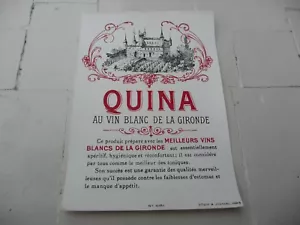 QUINA
AU VIN BLANC DE LA GIRONDE
Ce produit préparé avec les MEILLEURS VINS
BLANCS DE LA GIRONDE est essentiellement
apéritif, hygiénique et réconfortant; il est considéré
par tous comme le meilleur des toniques.
Son succès est une garantie des qualités merveil-
leuses qu'il possède contre les faiblesses d'estomac et
le manque d'appétit.